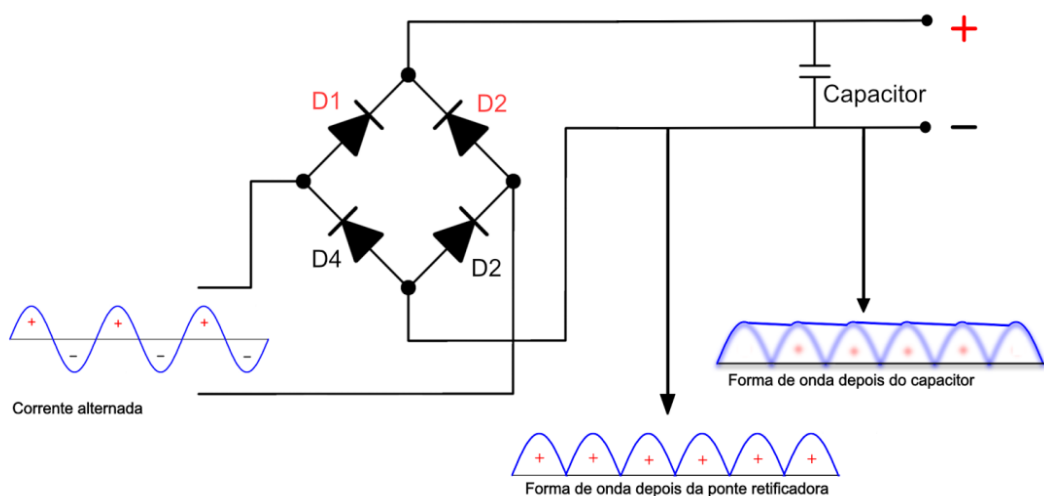 +
D1
D2
Capacitor
−
D4
D2
+ + +
− − −
Corrente alternada
+ + + +
Forma de onda depois do capacitor
+ + + + + +
Forma de onda depois da ponte retificadora